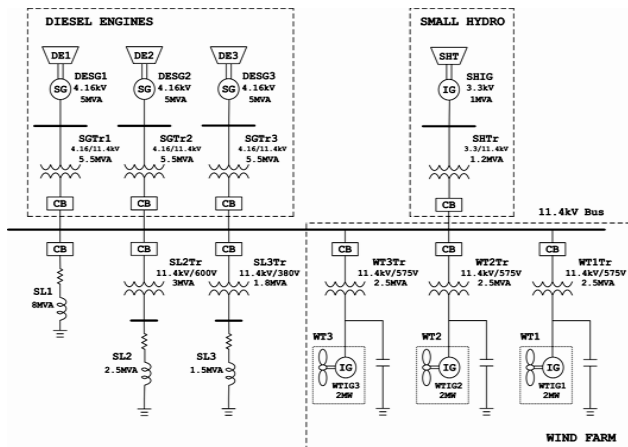 DIESEL ENGINES
SMALL HYDRO
DE1
DE2
DE3
SHT
DESG1
4.16kV
5MVA
DESG2
4.16kV
5MVA
DESG3
4.16kV
5MVA
SHIG
3.3kV
1MVA
SG
SG
SG
IG
SGTr1
4.16/11.4kV
5.5MVA
SGTr2
4.16/11.4kV
5.5MVA
SGTr3
4.16/11.4kV
5.5MVA
SHTr
3.3/11.4kV
1.2MVA
CB
CB
CB
CB
11.4kV Bus
CB
CB
CB
CB
CB
CB
SL2Tr
11.4kV/600V
3MVA
SL3Tr
11.4kV/380V
1.8MVA
WT3Tr
11.4kV/575V
2.5MVA
WT2Tr
11.4kV/575V
2.5MVA
WT1Tr
11.4kV/575V
2.5MVA
SL1
8MVA
SL2
2.5MVA
SL3
1.5MVA
WT3
WT2
WT1
IG
IG
IG
WTIG3
2MW
WTIG2
2MW
WTIG1
2MW
WIND FARM